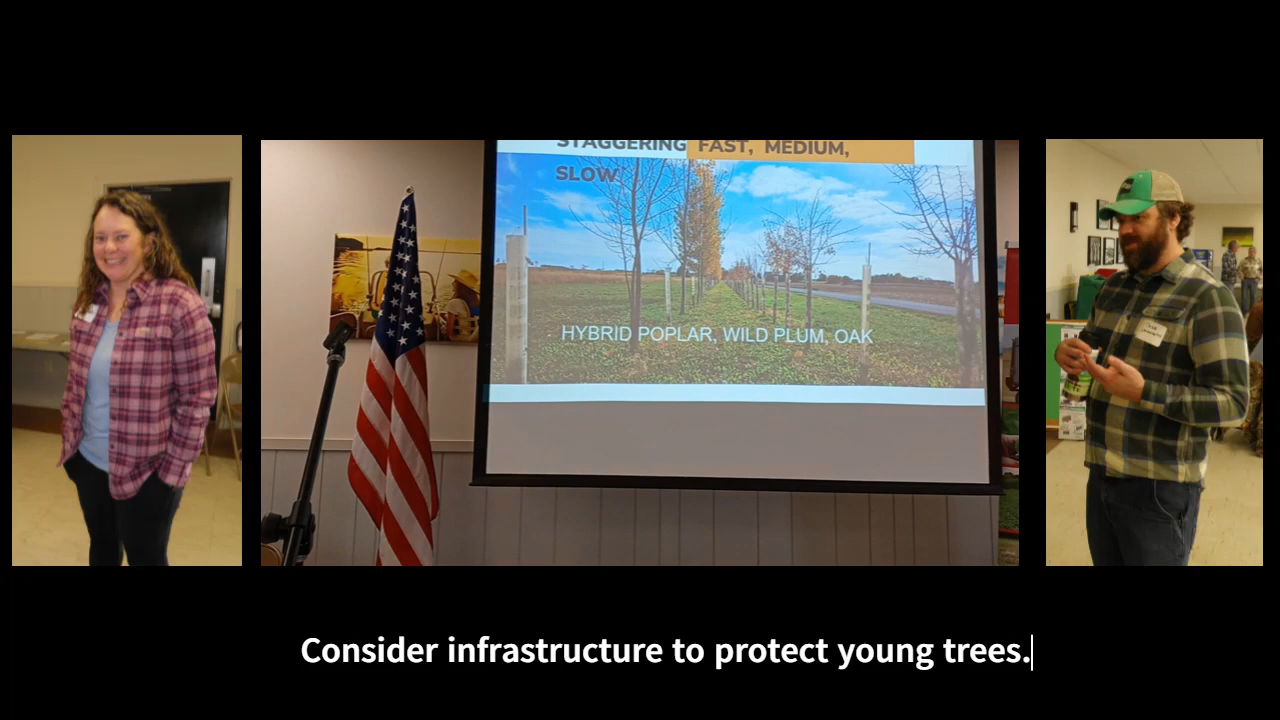 STAGGERING FAST, MEDIUM,
SLOW
HYBRID POPLAR, WILD PLUM, OAK
Consider infrastructure to protect young trees.